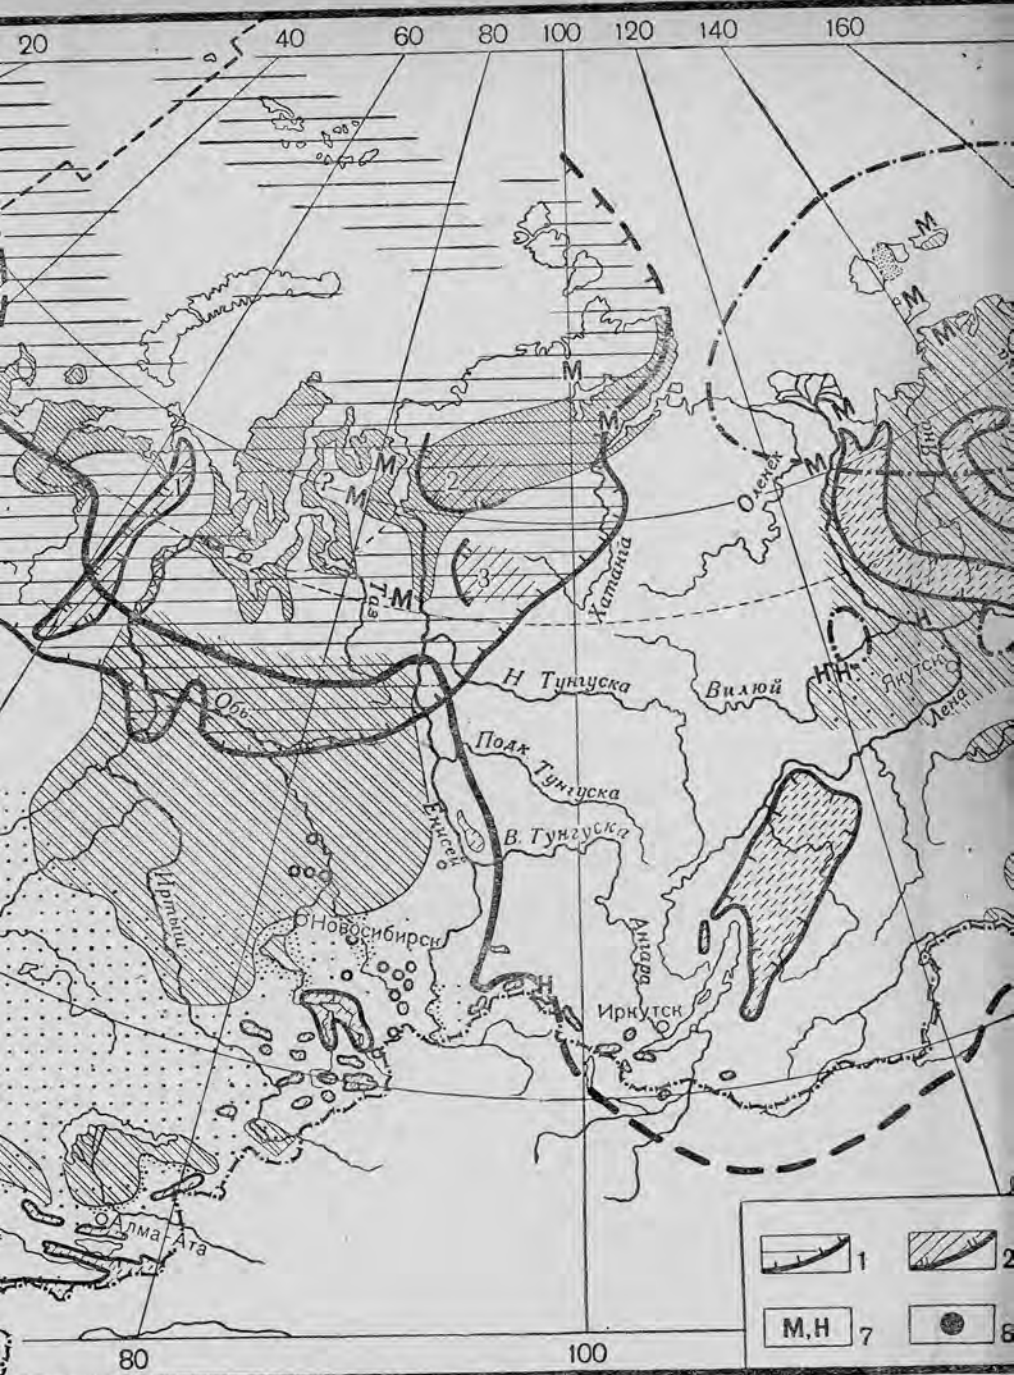 20 40 60 80 100 120 140 160
М
М
М
М
М
М
М
Яна
1
2
М
?
М
М
Оленек
3
Хатанга
Таз
М
Н
Н Тунгуска
Вилюй
Н Н
Якутск
Лена
Обь
Подк Тунгуска
Енисей
В. Тунгуска
Иртыш
Новосибирск
Ангара
Н
Иркутск
Алма-Ата
1
2
М, Н 7
8
80 100